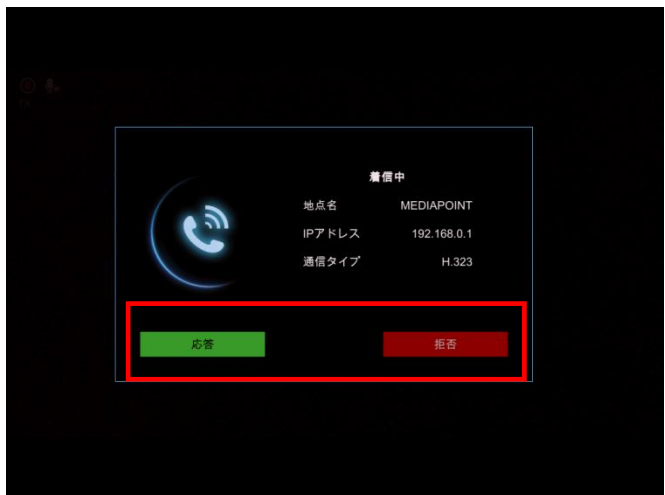 着信中
地点名 MEDIAPOINT
IPアドレス 192.168.0.1
通信タイプ H.323
応答 拒否